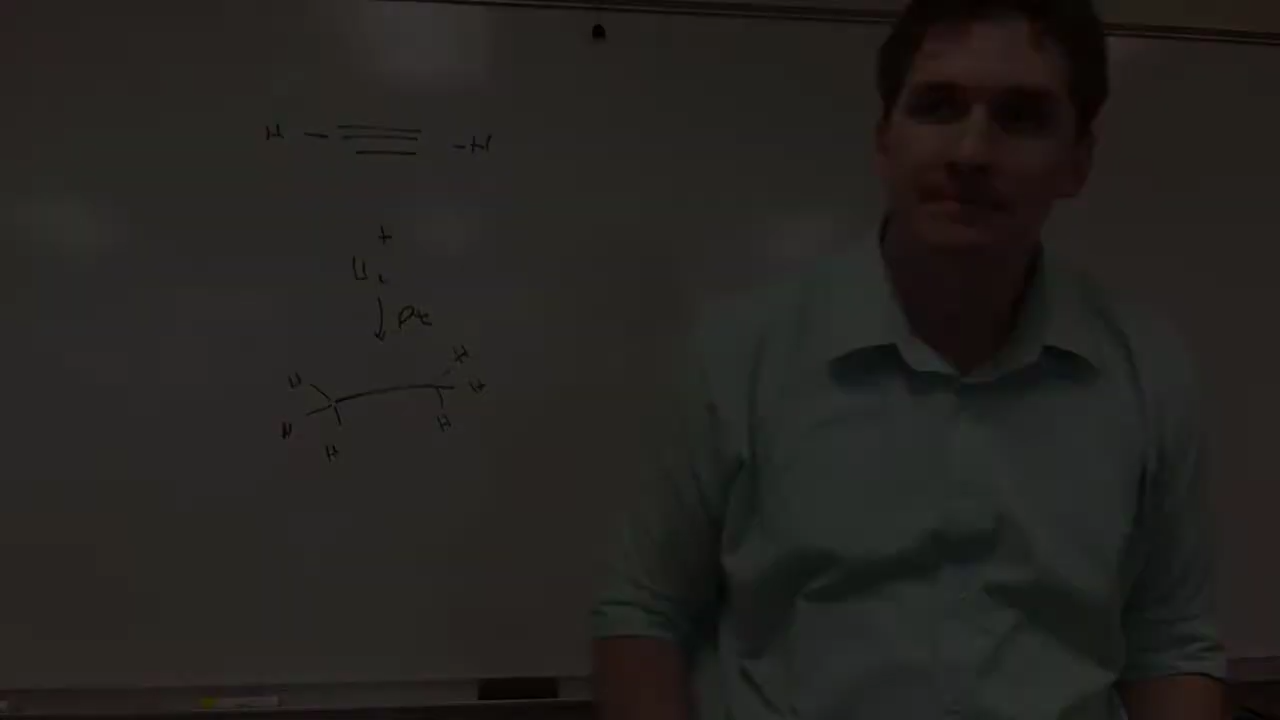 H - ≡ - H
+
H₂
↓ Pt
H
H H
H H
H